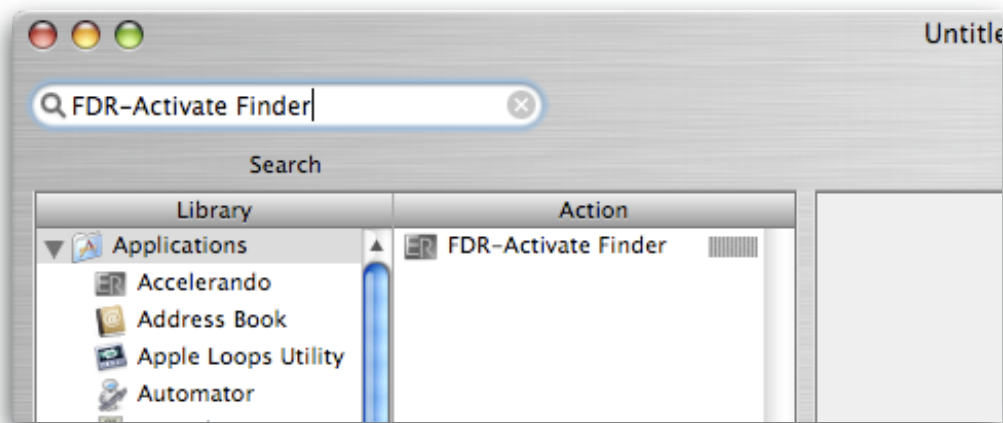 Untitle
FDR-Activate Finder
Search
Library
Action
Applications
FDR-Activate Finder
Accelerando
Address Book
Apple Loops Utility
Automator